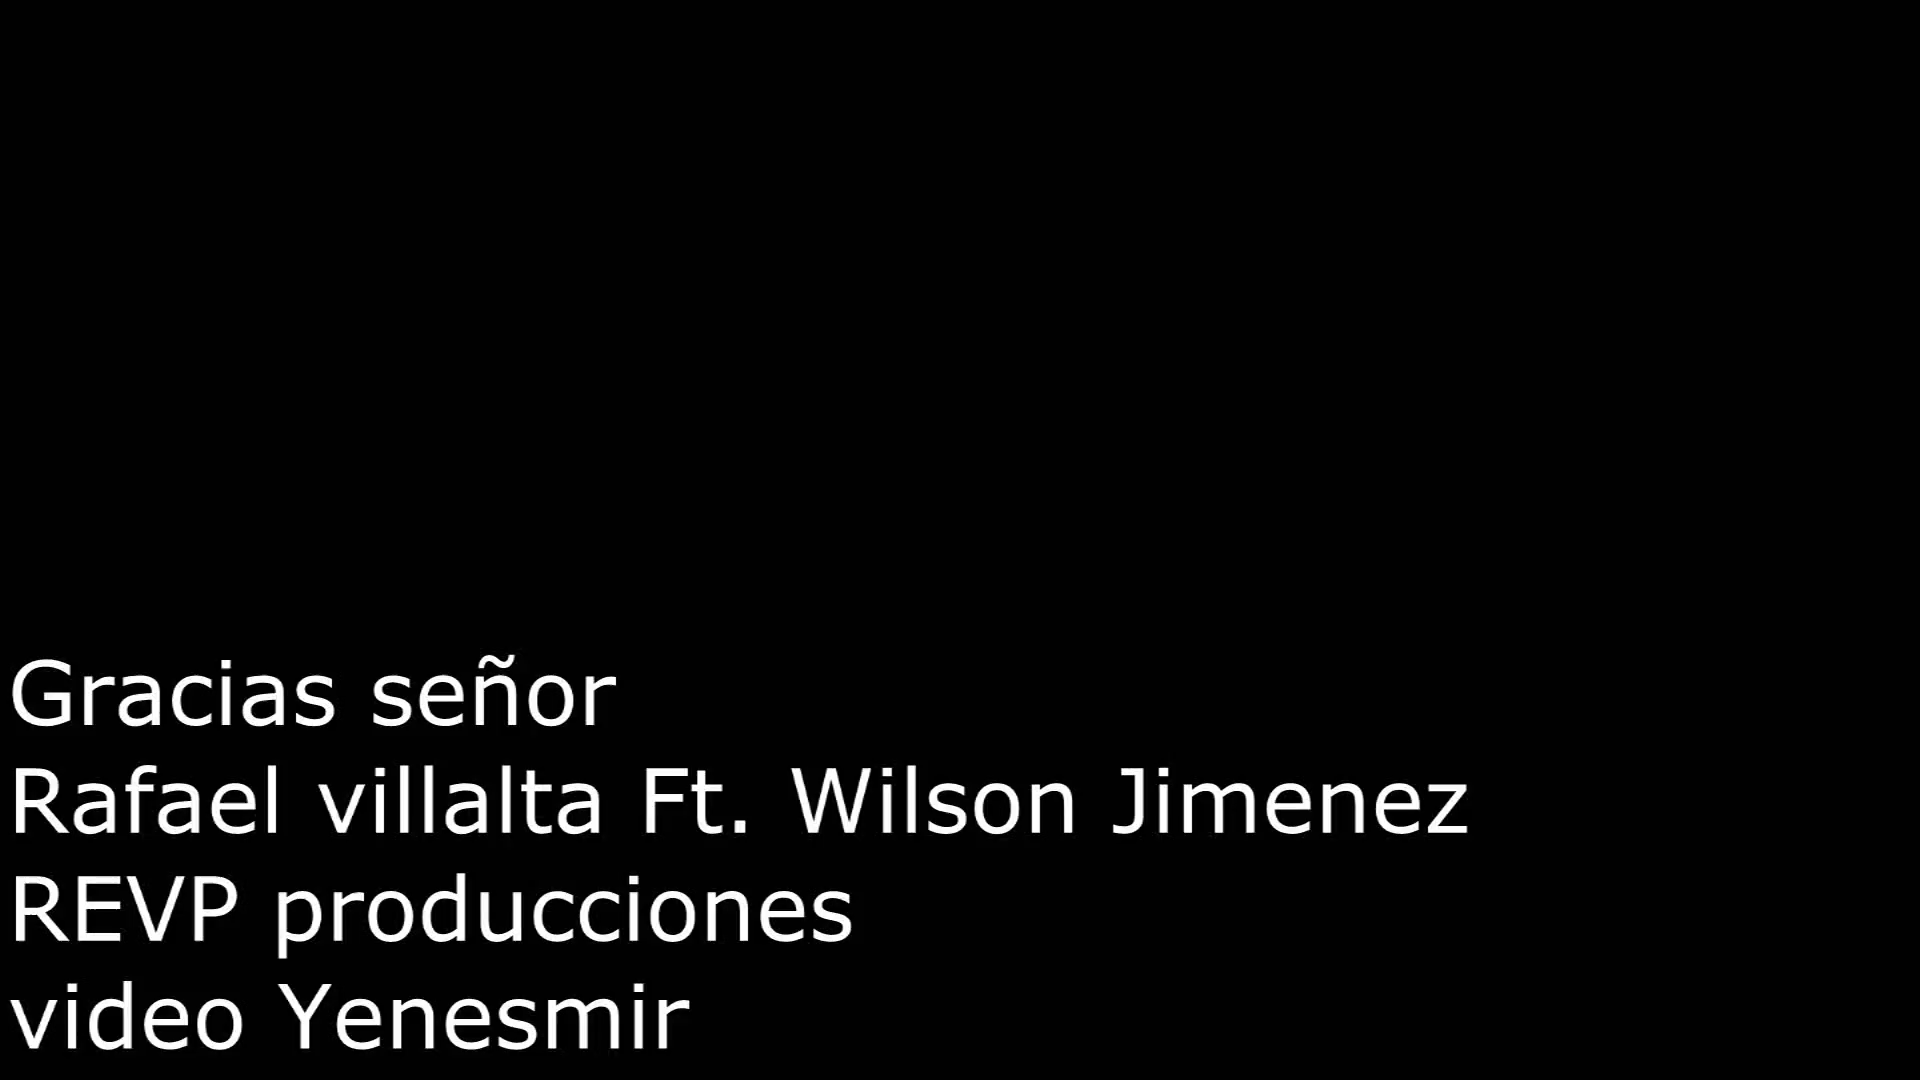 Gracias señor
Rafael villalta Ft. Wilson Jimenez
REVP producciones
video Yenesmir